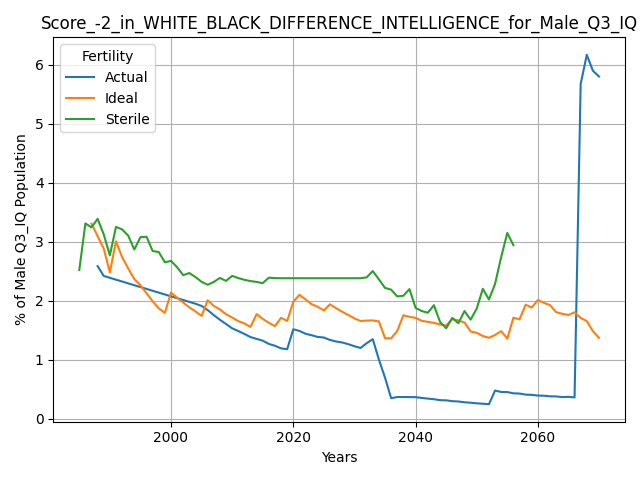 Score_-2_in_WHITE_BLACK_DIFFERENCE_INTELLIGENCE_for_Male_Q3_IQ
Fertility
Actual
Ideal
Sterile
% of Male Q3_IQ Population
6
5
4
3
2
1
0
2000
2020
2040
2060
Years